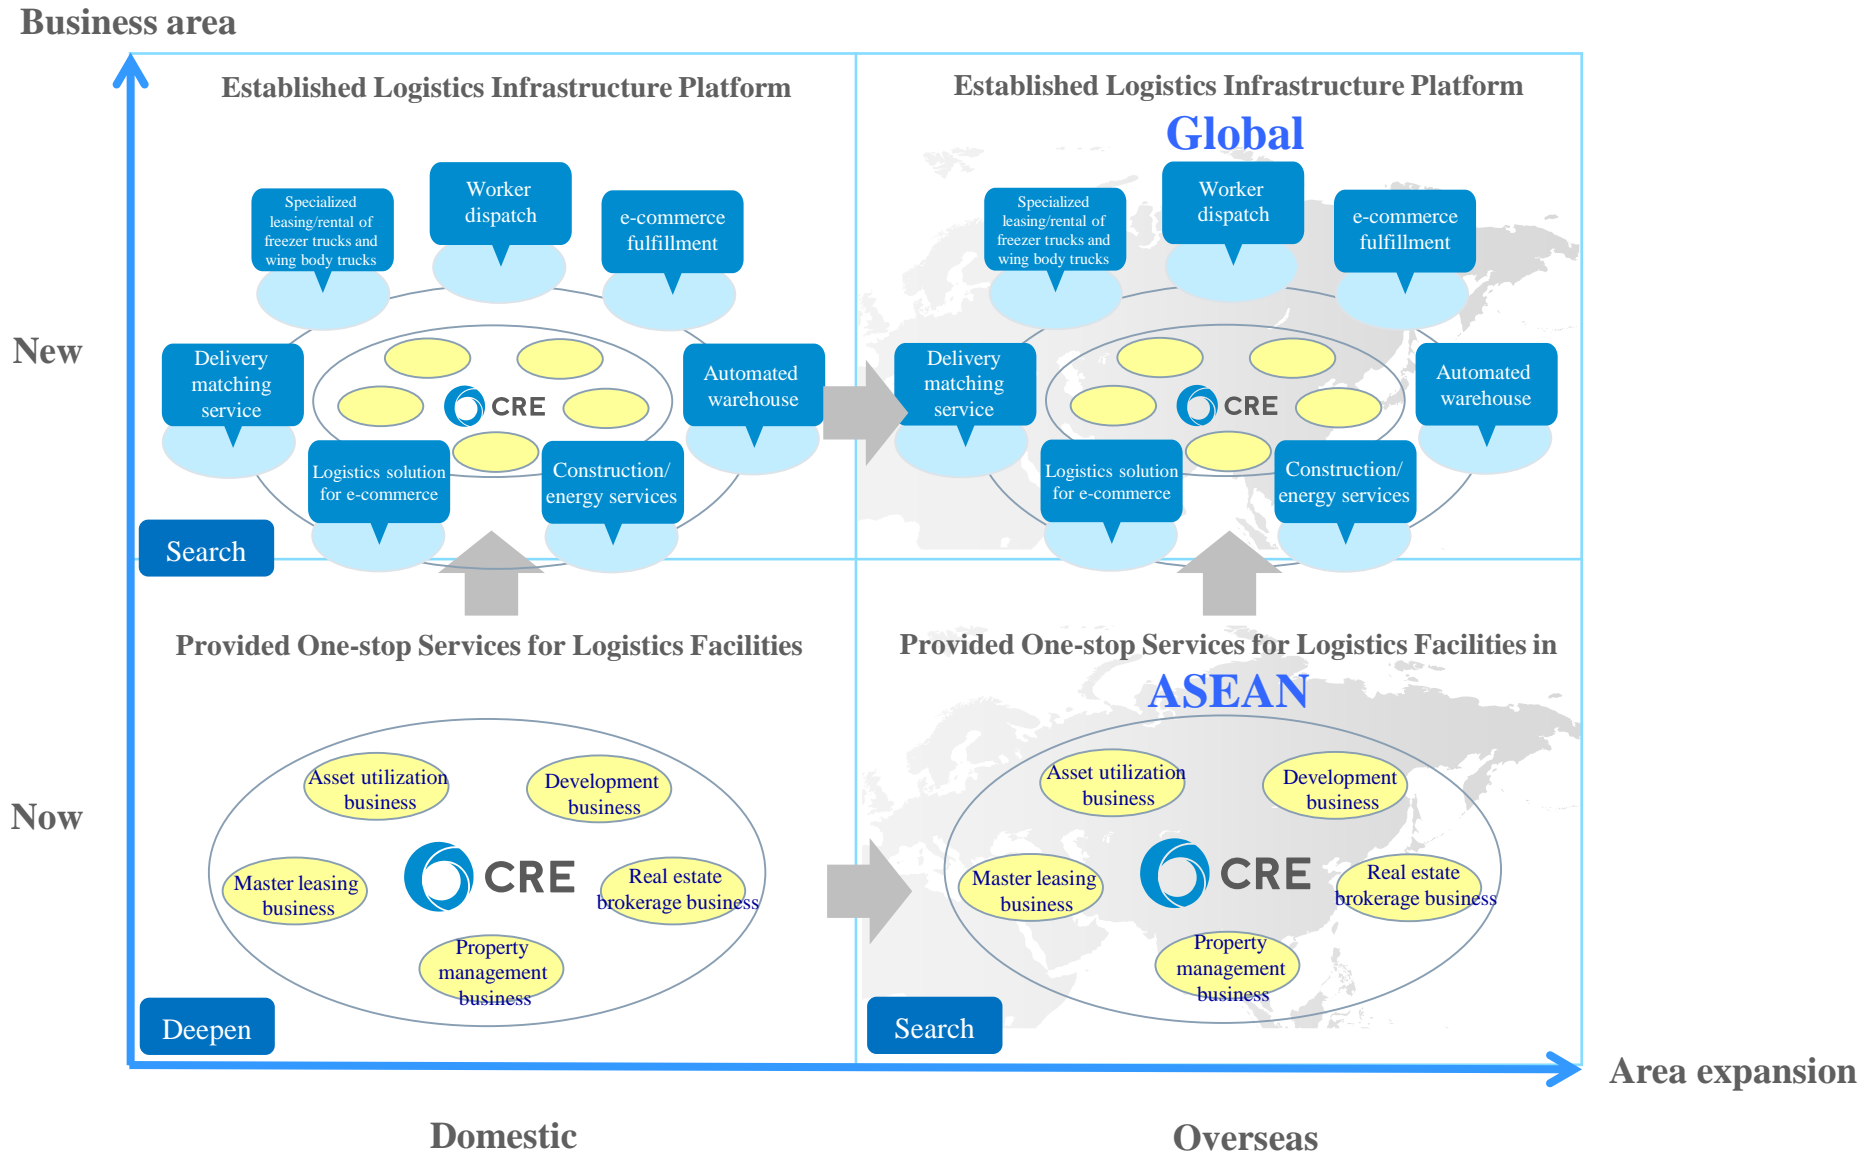 Business area
Established Logistics Infrastructure Platform
Worker
dispatch
Specialized
leasing/rental of
freezer trucks and
wing body trucks
e-commerce
fulfillment
Delivery
matching
service
Automated
warehouse
CRE
Logistics solution
for e-commerce
Construction/
energy services
Search
Established Logistics Infrastructure Platform
Global
Worker
dispatch
Specialized
leasing/rental of
freezer trucks and
wing body trucks
e-commerce
fulfillment
Delivery
matching
service
Automated
warehouse
CRE
Logistics solution
for e-commerce
Construction/
energy services
New
Provided One-stop Services for Logistics Facilities
Asset utilization
business
Development
business
CRE
Master leasing
business
Real estate
brokerage business
Property
management
business
Deepen
Provided One-stop Services for Logistics Facilities in
ASEAN
Asset utilization
business
Development
business
CRE
Master leasing
business
Real estate
brokerage business
Property
management
business
Search
Now
Area expansion
Domestic
Overseas